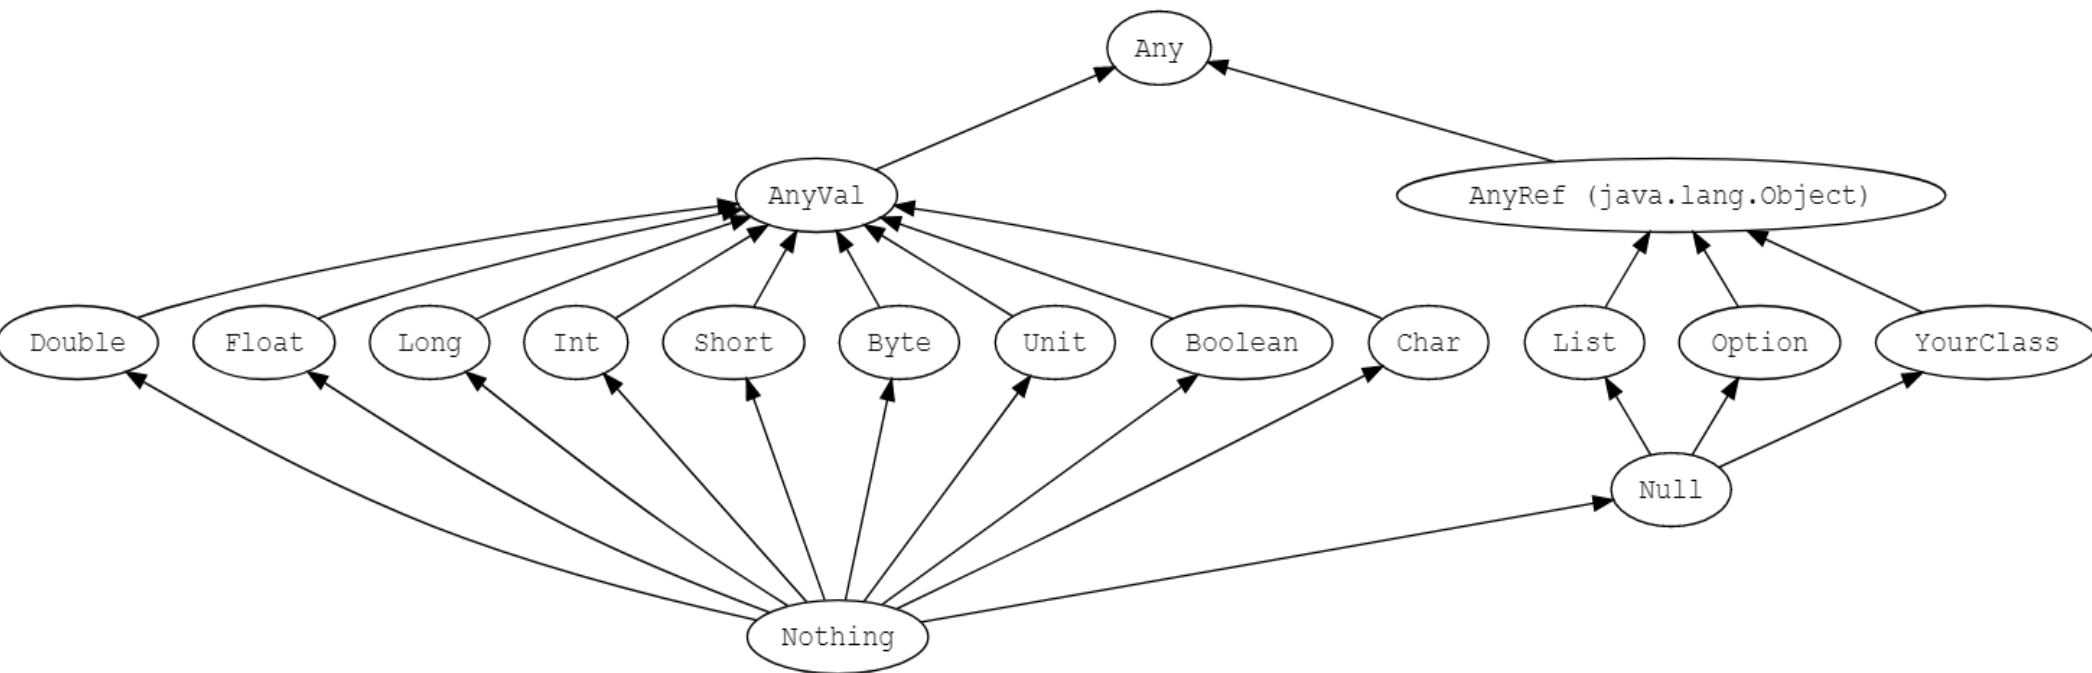 Any
AnyVal
AnyRef (java.lang.Object)
Double
Float
Long
Int
Short
Byte
Unit
Boolean
Char
List
Option
YourClass
Null
Nothing